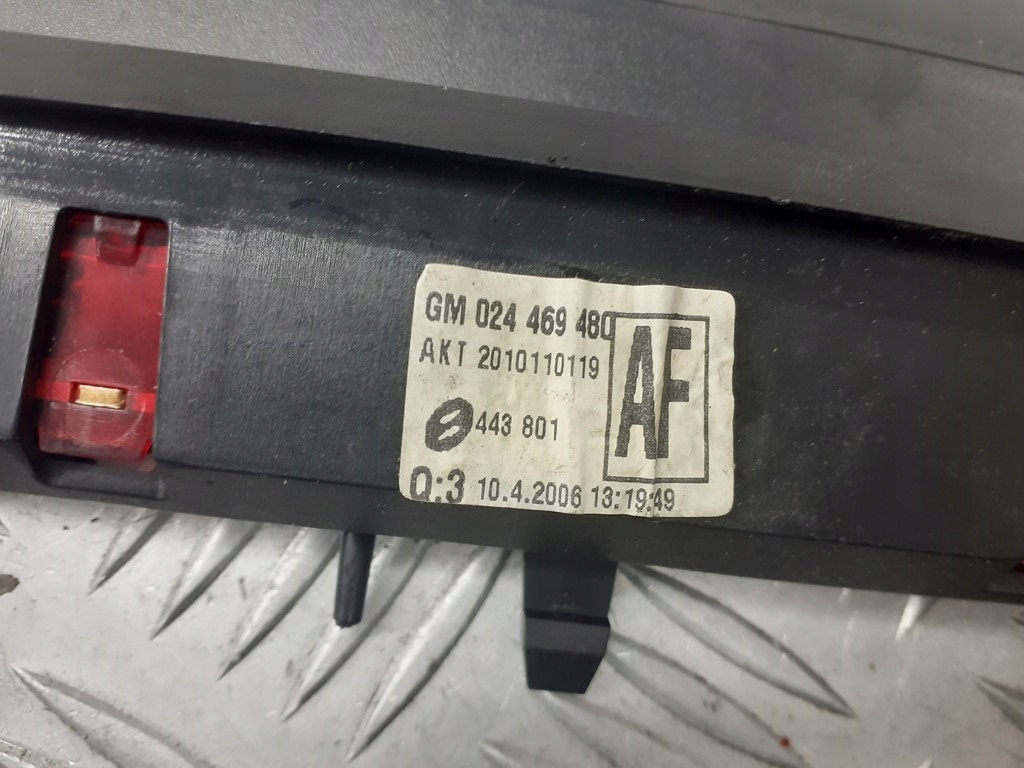 GM 024 469 480
AF
AKT 2010110119
443 801
Q:3 10.4.2006 13:19:49